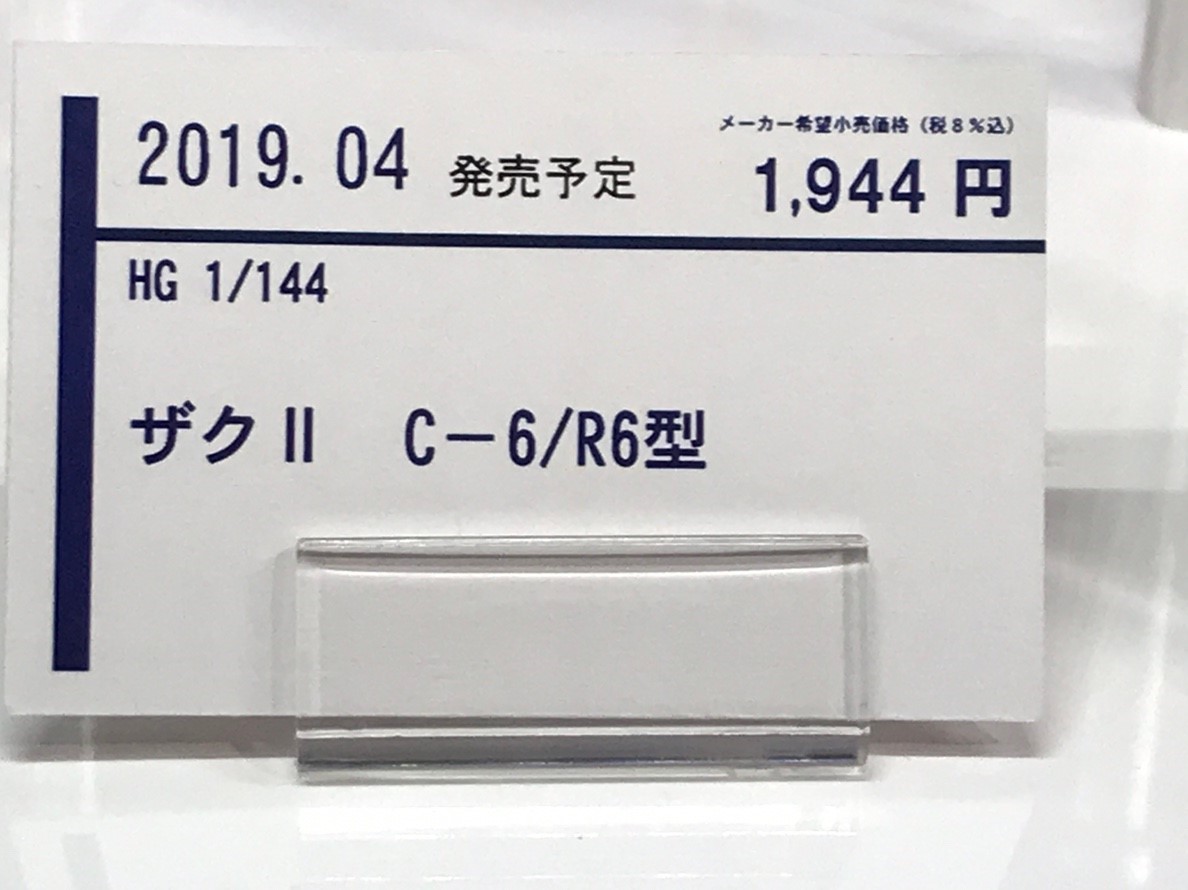 メーカー希望小売価格（税8％込）
2019.04 発売予定 1,944 円
HG 1/144
ザクⅡ C－6/R6型